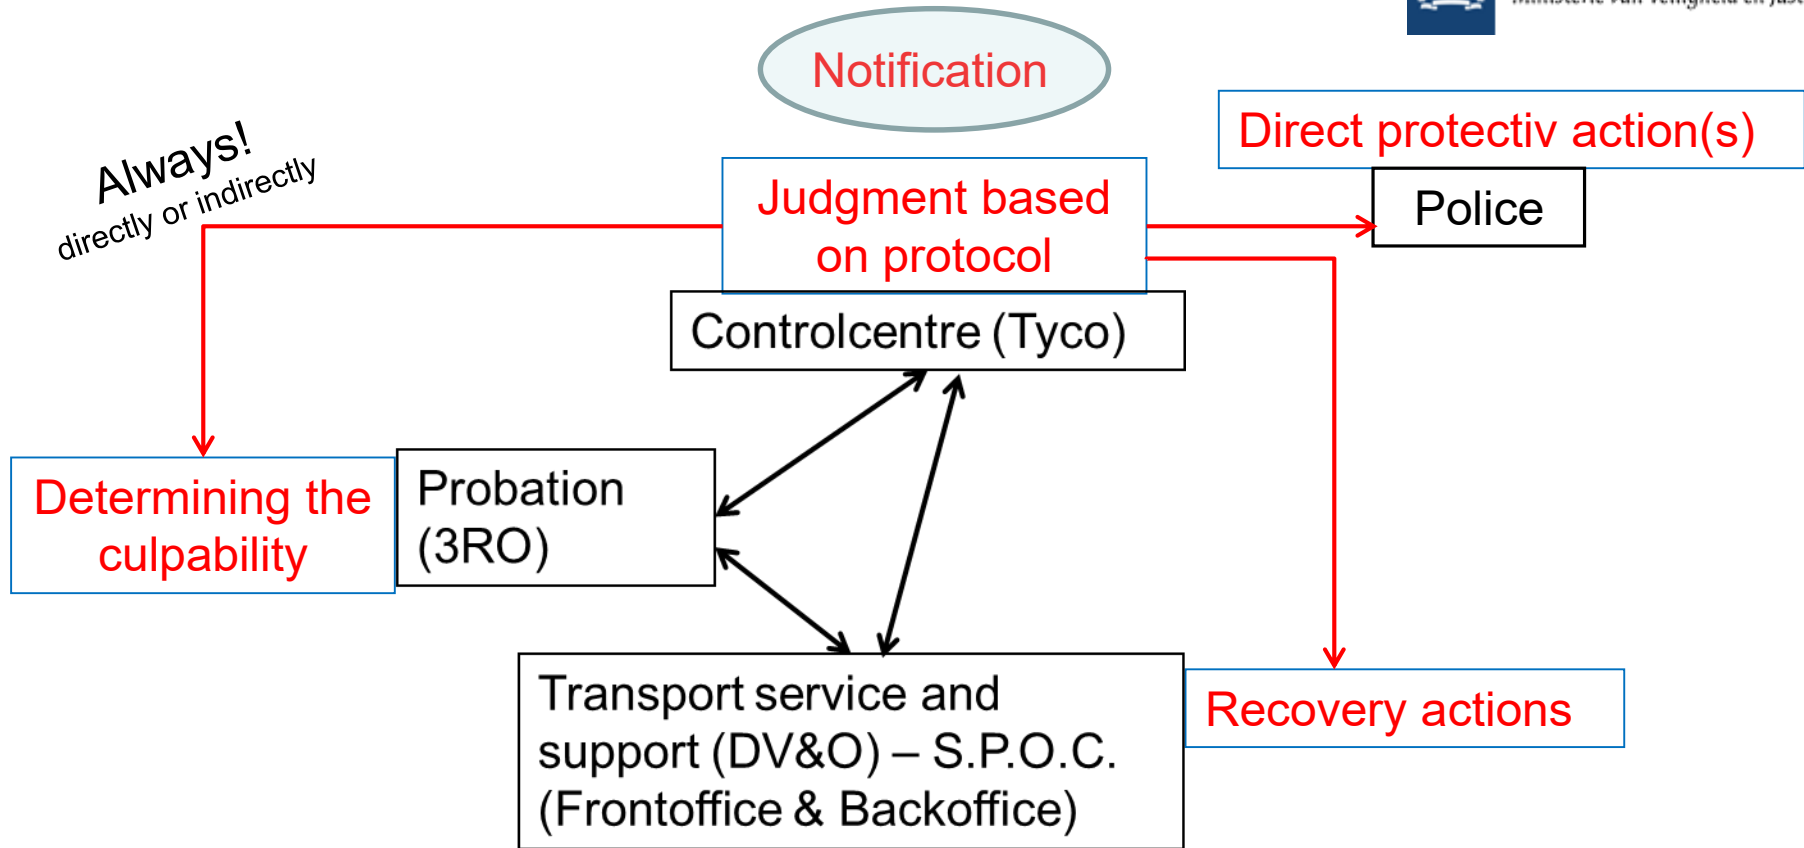 Notification
Direct protectiv action(s)
Police
Always!
directly or indirectly
Judgment based
on protocol
Controlcentre (Tyco)
Determining the
culpability
Probation
(3RO)
Transport service and
support (DV&O) – S.P.O.C.
(Frontoffice & Backoffice)
Recovery actions